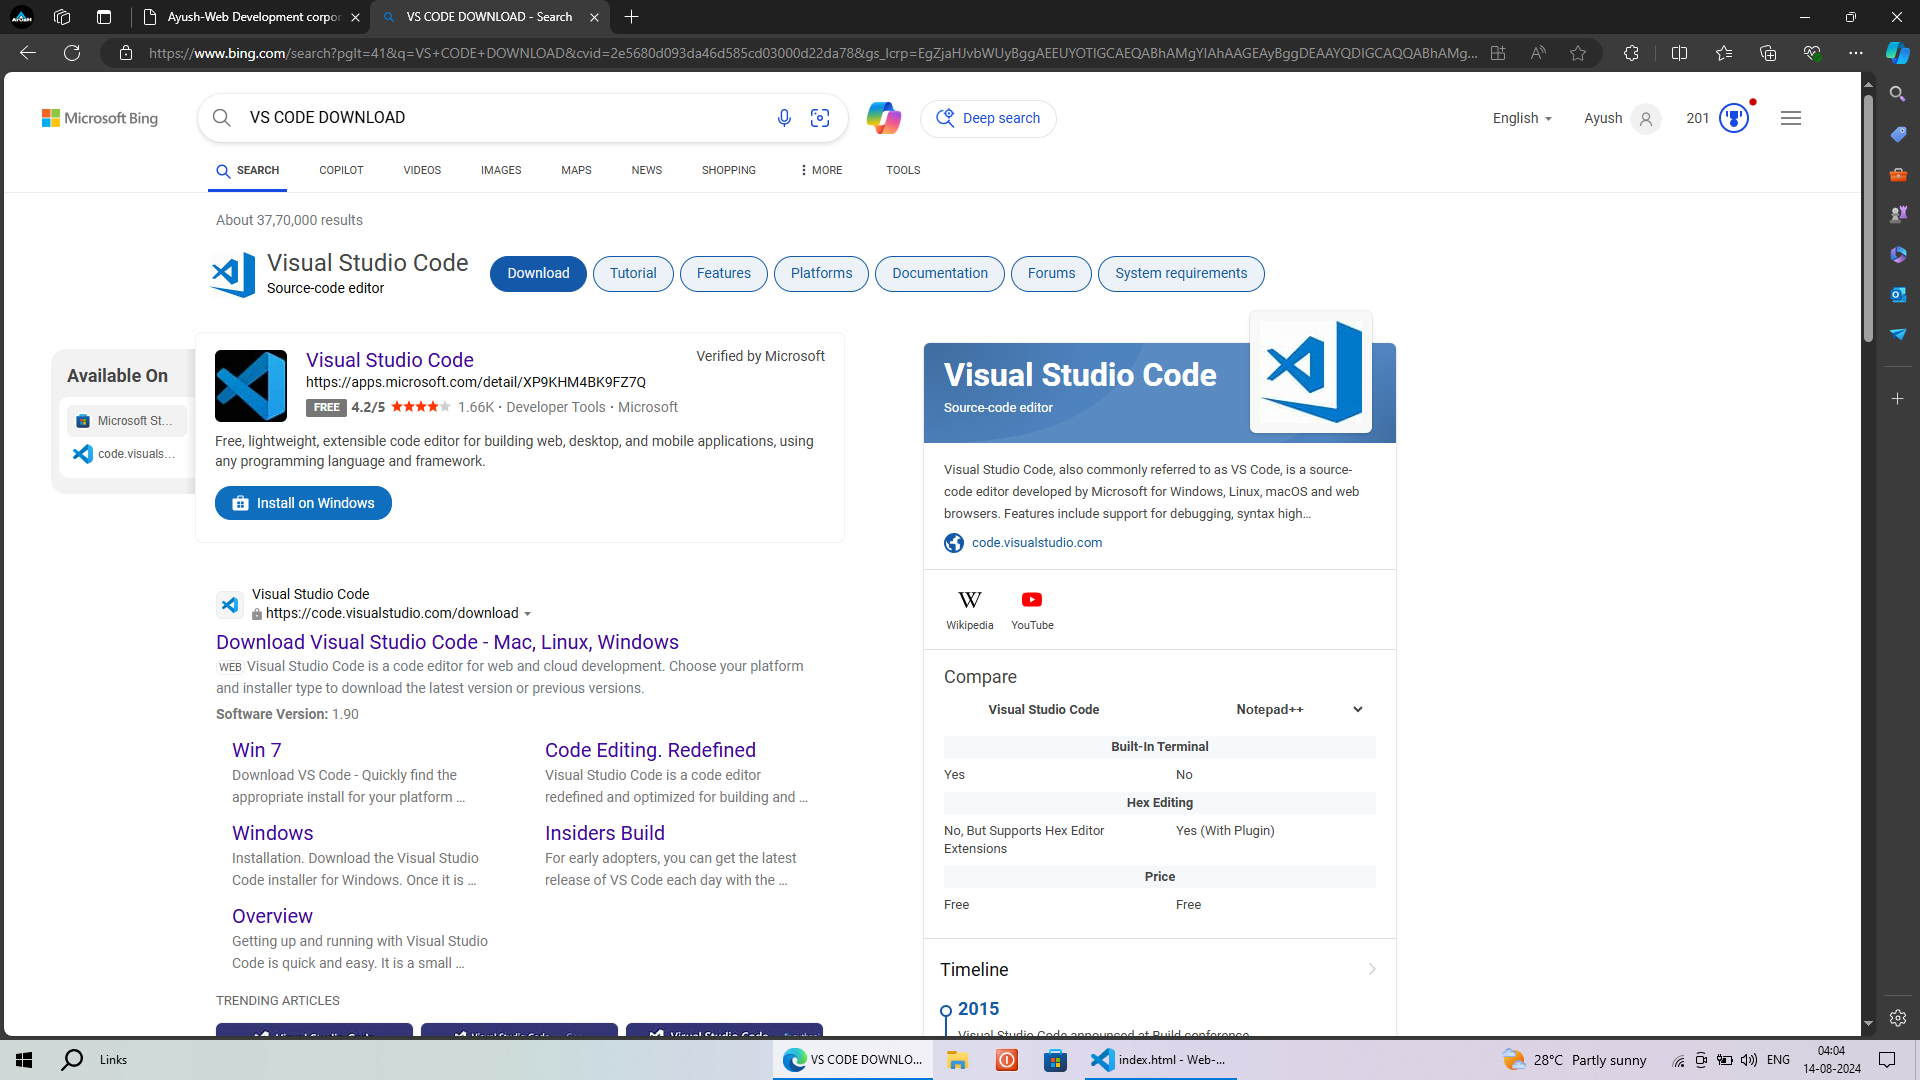 Ayush-Web Development corpor
VS CODE DOWNLOAD - Search
https://www.bing.com/search?pglt=41&q=VS+CODE+DOWNLOAD&cvid=2e5680d093da46d585cd03000d22da78&gs_lcrp=EgZjaHJvbWUyBggAEEUYOTIGCAEQABhAMgYIAhAAGEAyBggDEAAYQDIGCAQQABhAMg...
Microsoft Bing
VS CODE DOWNLOAD
Deep search
English
Ayush
201
SEARCH
COPILOT
VIDEOS
IMAGES
MAPS
NEWS
SHOPPING
MORE
TOOLS
About 37,70,000 results
Visual Studio Code
Source-code editor
Download
Tutorial
Features
Platforms
Documentation
Forums
System requirements
Available On
Microsoft St...
code.visuals...
Visual Studio Code
Verified by Microsoft
https://apps.microsoft.com/detail/XP9KHM4BK9FZ7Q
FREE 4.2/5 1.66K · Developer Tools · Microsoft
Free, lightweight, extensible code editor for building web, desktop, and mobile applications, using
any programming language and framework.
Install on Windows
Visual Studio Code
https://code.visualstudio.com/download
Download Visual Studio Code - Mac, Linux, Windows
WEB Visual Studio Code is a code editor for web and cloud development. Choose your platform
and installer type to download the latest version or previous versions.
Software Version: 1.90
Win 7
Download VS Code - Quickly find the
appropriate install for your platform ...
Code Editing. Redefined
Visual Studio Code is a code editor
redefined and optimized for building and ...
Windows
Installation. Download the Visual Studio
Code installer for Windows. Once it is ...
Insiders Build
For early adopters, you can get the latest
release of VS Code each day with the ...
Overview
Getting up and running with Visual Studio
Code is quick and easy. It is a small ...
TRENDING ARTICLES
Visual Studio Code
Source-code editor
Visual Studio Code, also commonly referred to as VS Code, is a source-
code editor developed by Microsoft for Windows, Linux, macOS and web
browsers. Features include support for debugging, syntax high...
code.visualstudio.com
W
Wikipedia
YouTube
Compare
Visual Studio Code
Notepad++
Built-In Terminal
Yes
No
Hex Editing
No, But Supports Hex Editor
Extensions
Yes (With Plugin)
Price
Free
Free
Timeline
2015
Visual Studio Code announced at Build conference
Links
VS CODE DOWNLO...
index.html - Web-...
28°C Partly sunny
ENG
04:04
14-08-2024